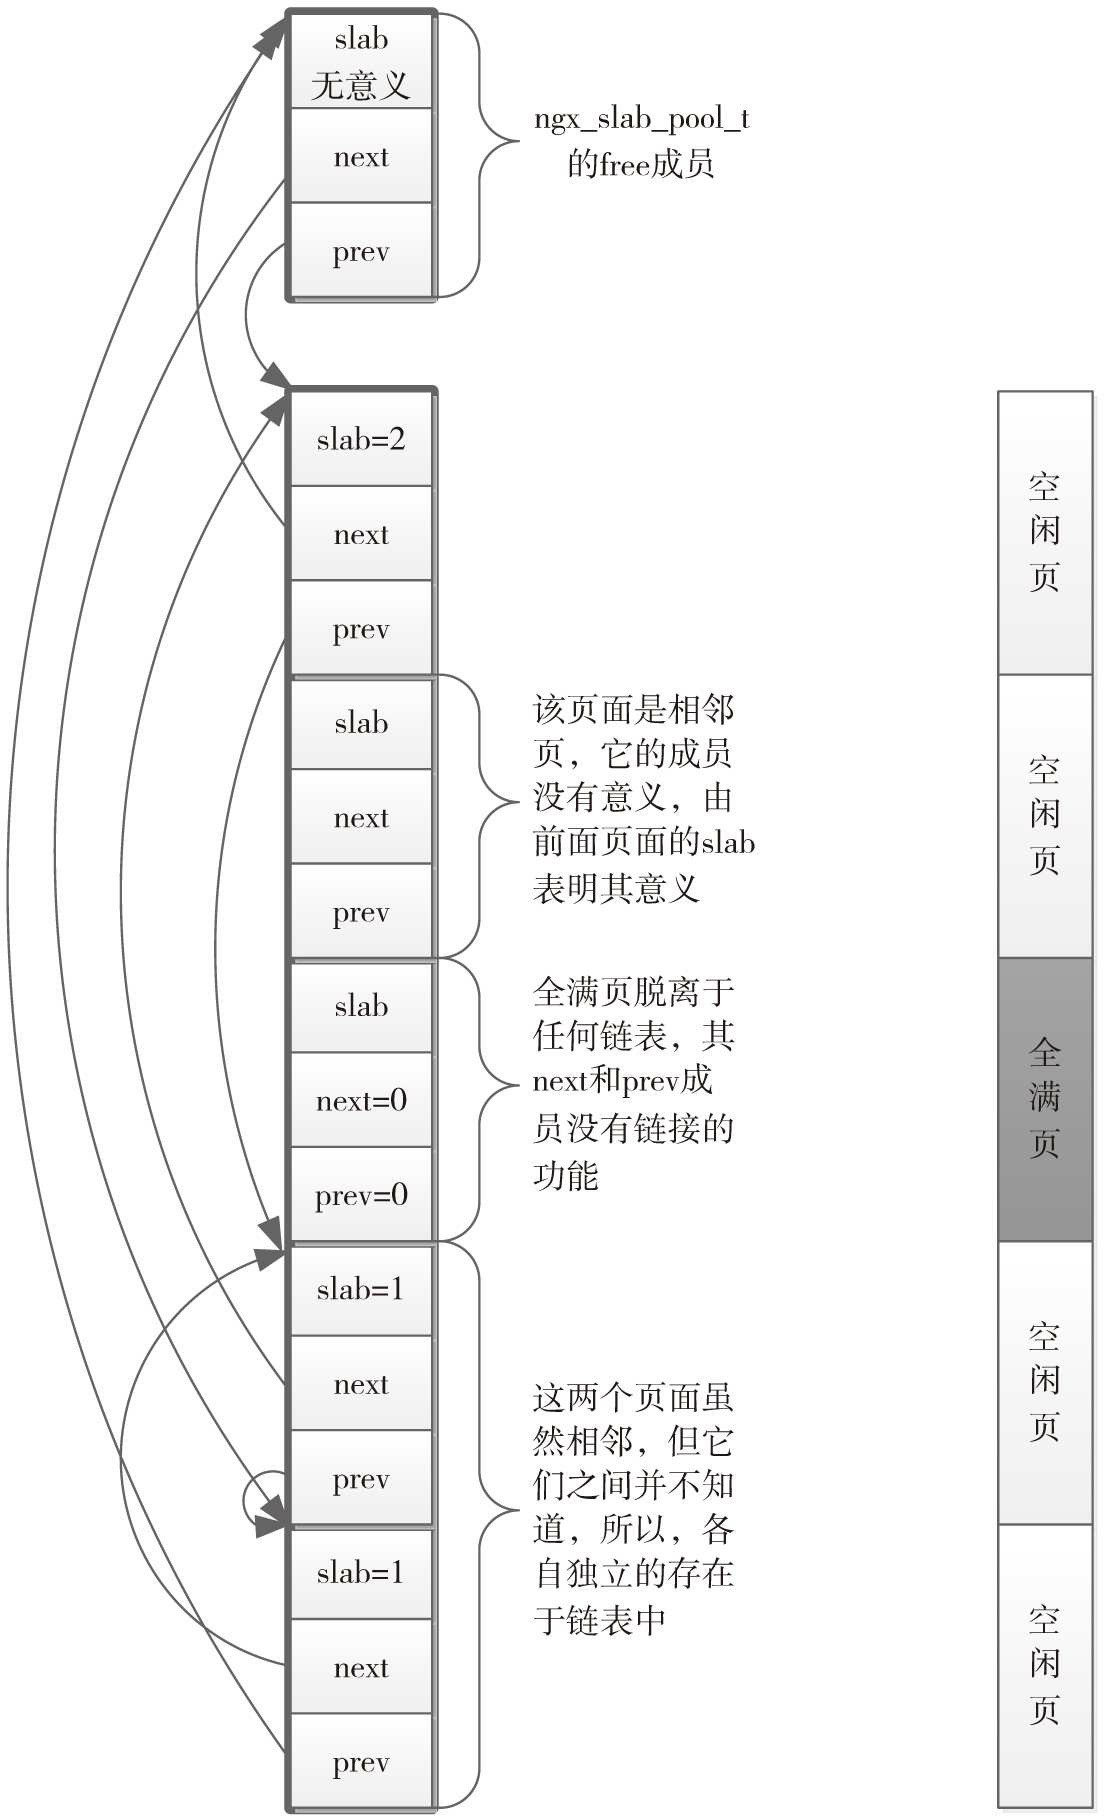 slab
无意义
next
prev
ngx_slab_pool_t
的free成员
slab=2
next
prev
slab
next
prev
该页面是相邻
页，它的成员
没有意义，由
前面页面的slab
表明其意义
slab
next=0
prev=0
全满页脱离于
任何链表，其
next和prev成
员没有链接的
功能
slab=1
next
prev
slab=1
next
prev
这两个页面虽
然相邻，但它
们之间并不知
道，所以，各
自独立的存在
于链表中
空
闲
页
空
闲
页
全
满
页
空
闲
页
空
闲
页